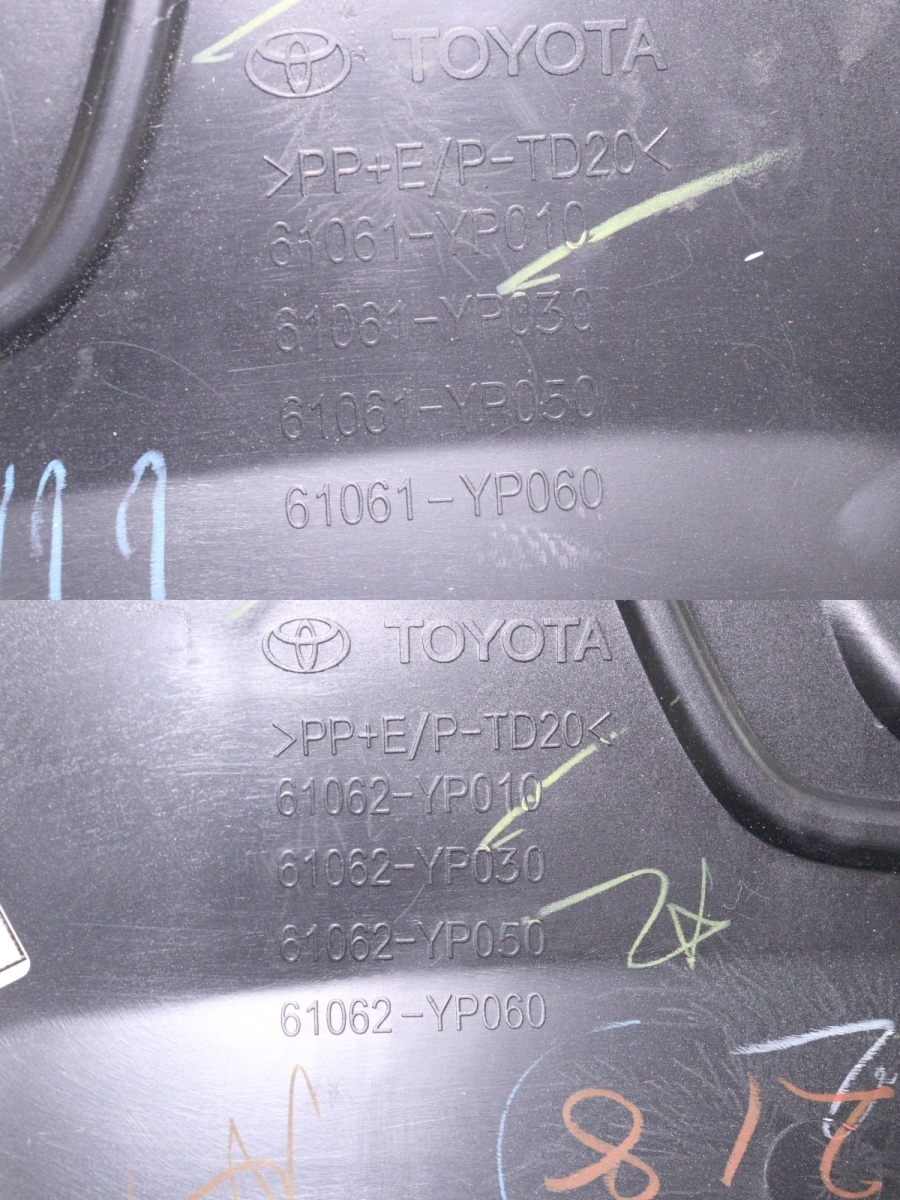 TOYOTA
>PP+E/P-TD20<
61061-YP010
61061-YP030
61061-YP050
61061-YP060
TOYOTA
>PP+E/P-TD20<
61062-YP010
61062-YP030
61062-YP050
61062-YP060